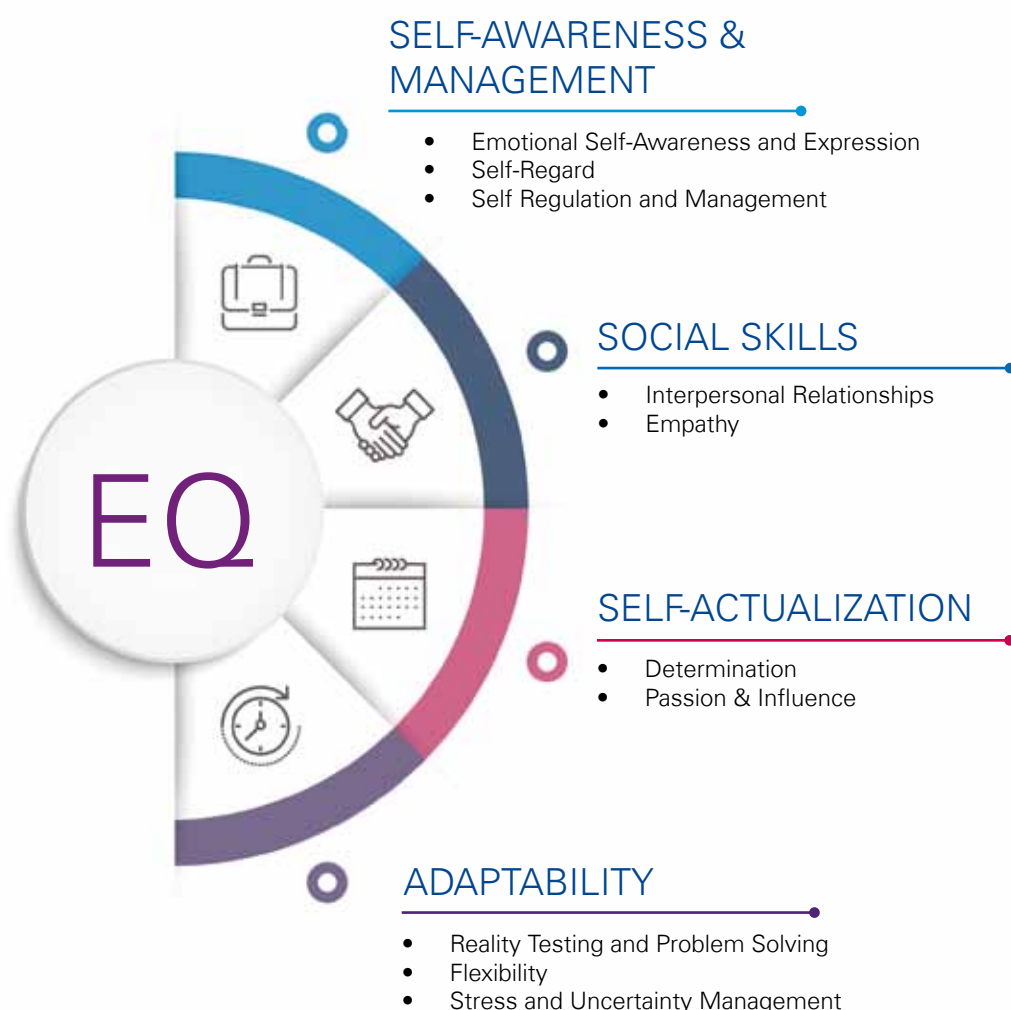 SELF-AWARENESS &
MANAGEMENT
• Emotional Self-Awareness and Expression
• Self-Regard
• Self Regulation and Management
SOCIAL SKILLS
• Interpersonal Relationships
• Empathy
EQ
SELF-ACTUALIZATION
• Determination
• Passion & Influence
ADAPTABILITY
• Reality Testing and Problem Solving
• Flexibility
• Stress and Uncertainty Management